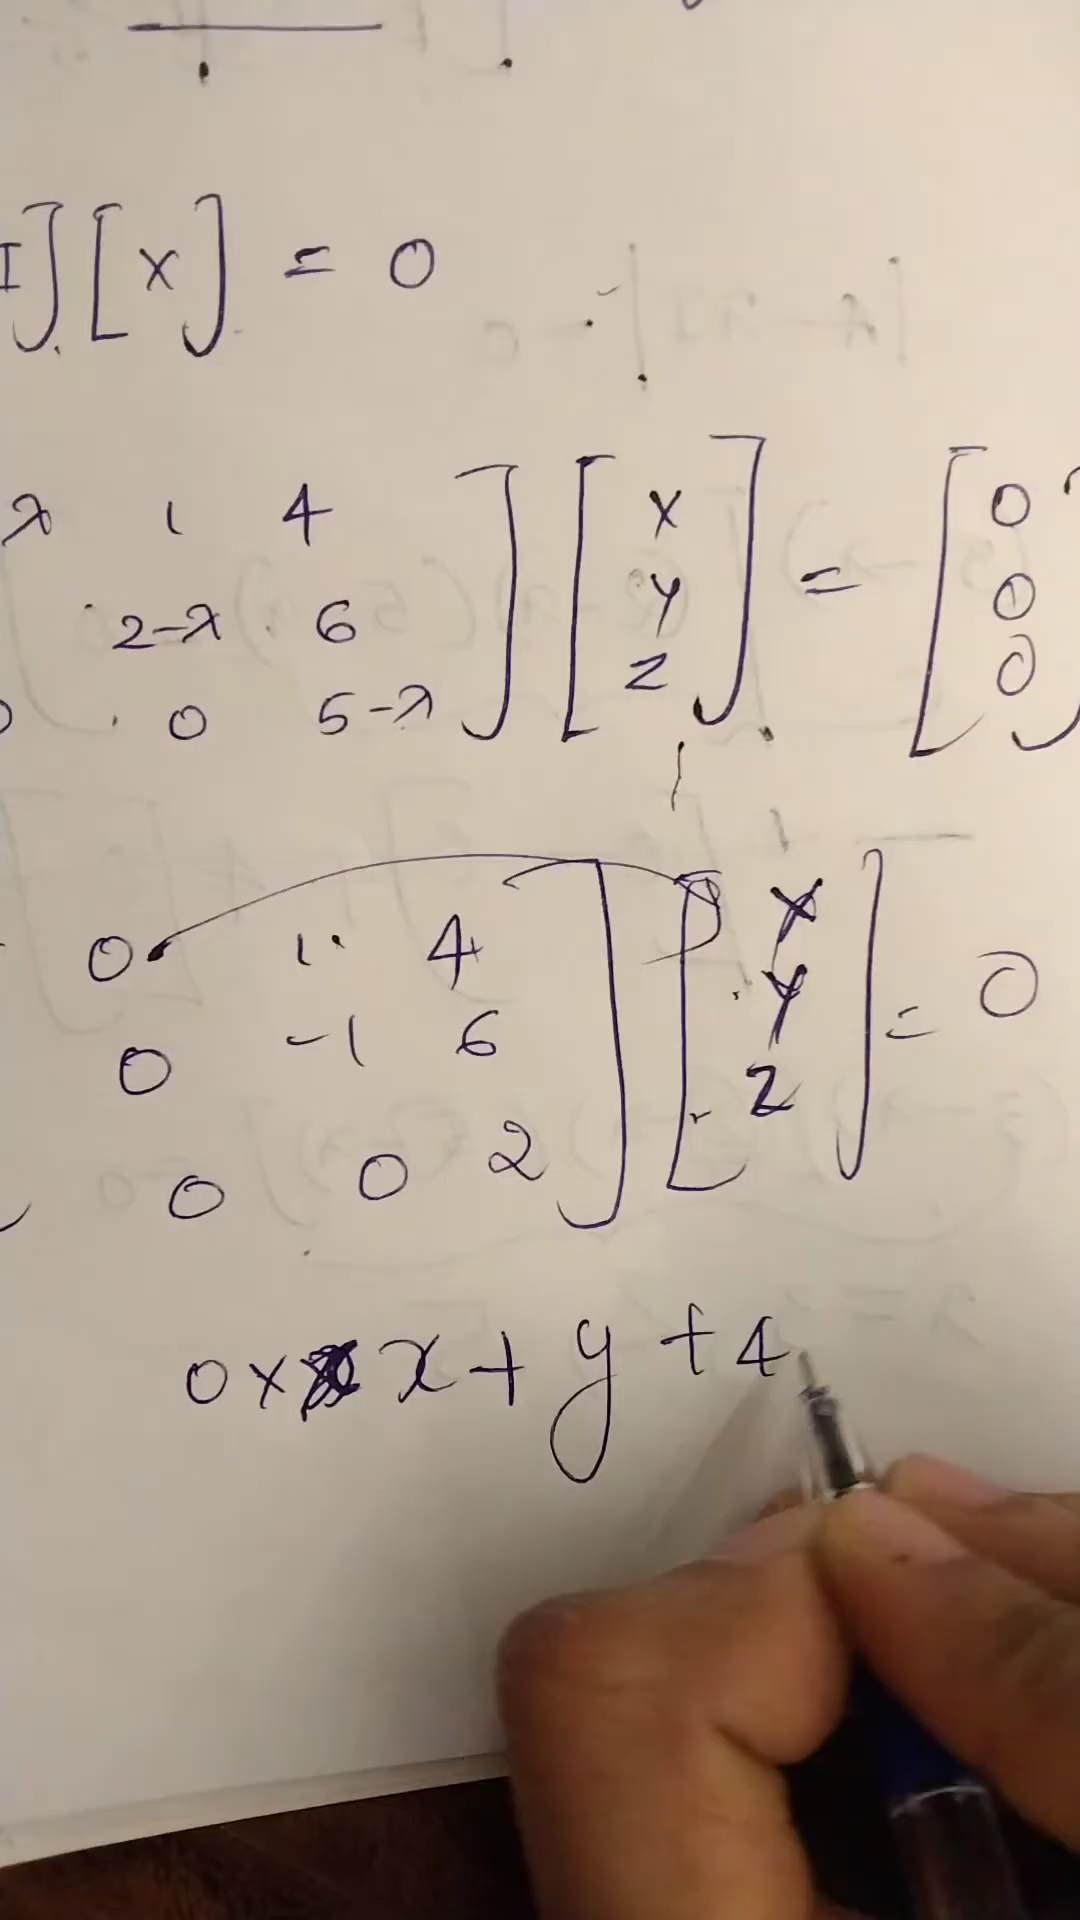 I] [x] = 0
λ 1 4 ] [ x ] = [ 0
2-λ 6 y 0
0 0 5-λ ] z ] 0 ]
0 1 4 ] [ x ]
0 -1 6 y = 0
0 0 2 ] z ]
0 x x + y + 4